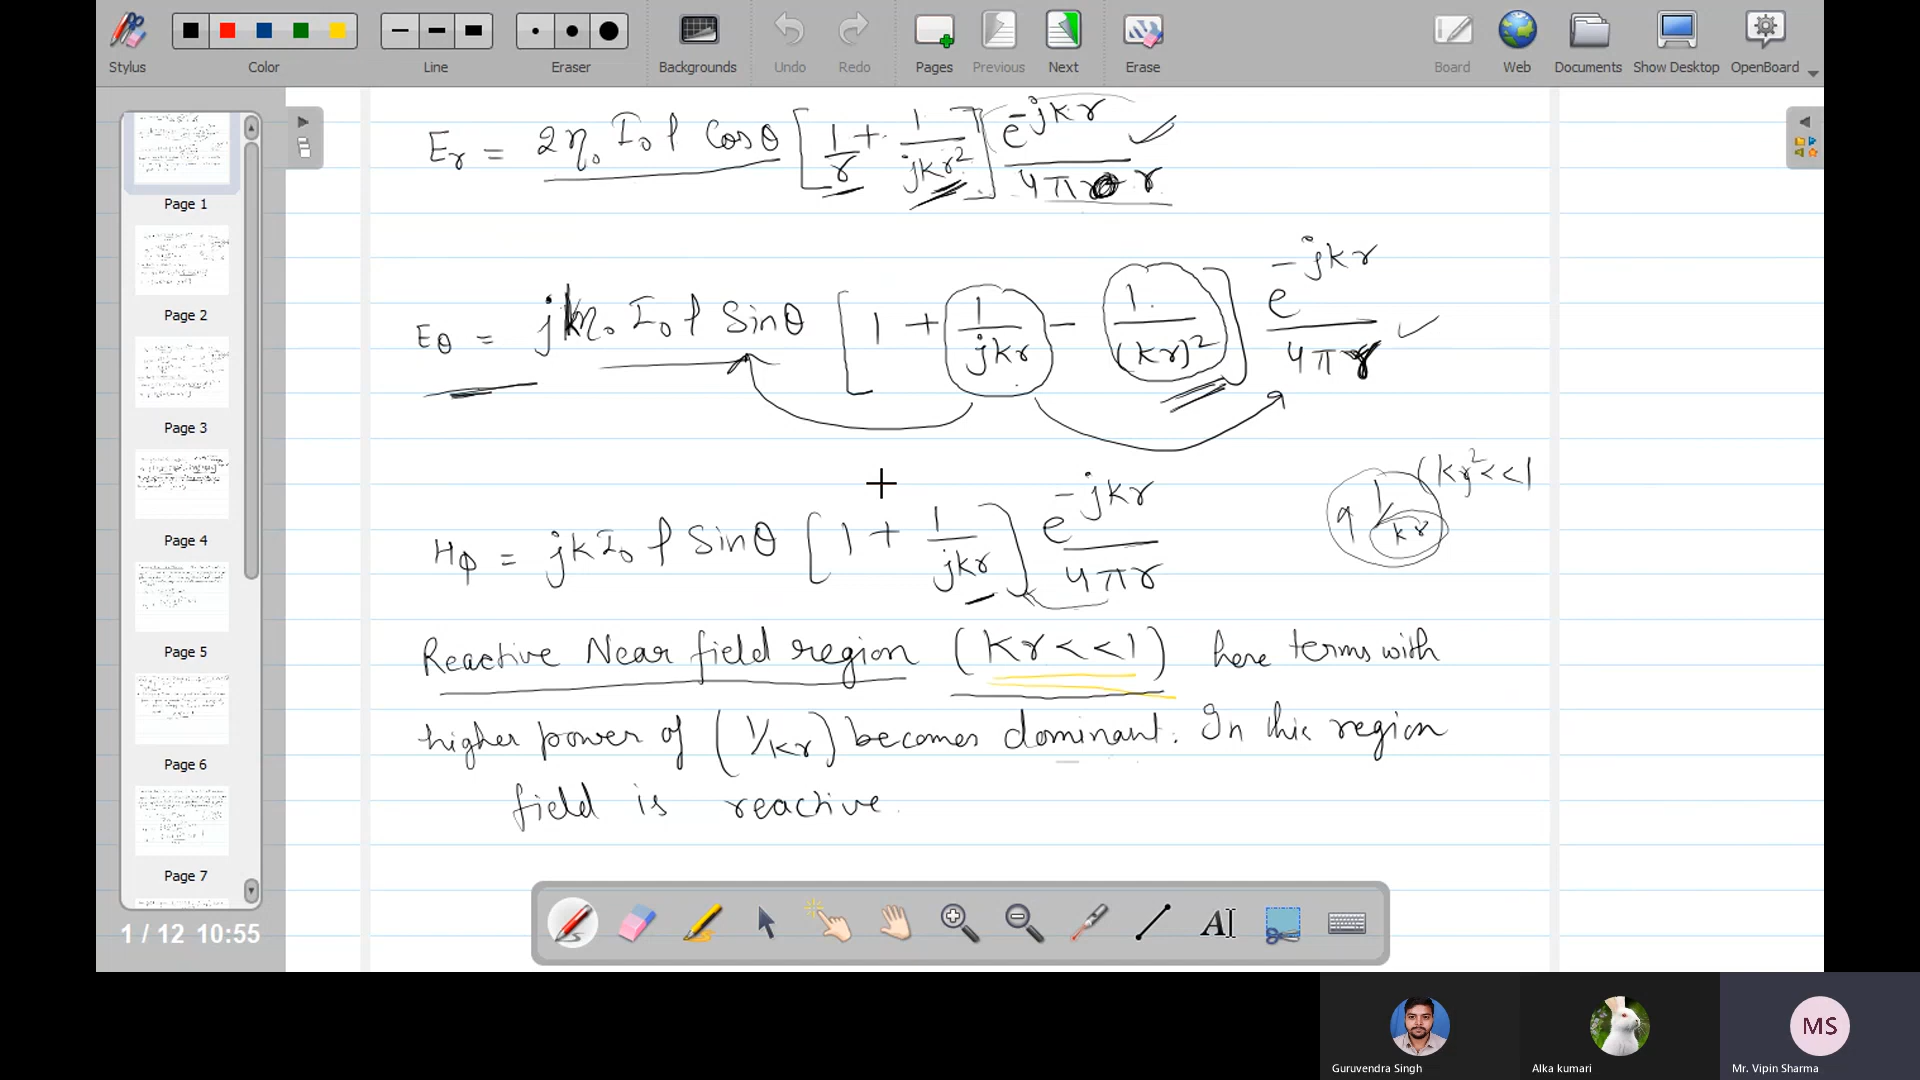 Stylus
Color
Line
Eraser
Backgrounds
Undo
Redo
Pages
Previous
Next
Erase
Board
Web
Documents
Show Desktop
OpenBoard
Page 1
Page 2
Page 3
Page 4
Page 5
Page 6
Page 7
1 / 12 10:55
E_r = 2η₀ I₀ l Cosθ [1/r + 1/jkr²] e^-jkr / 4πr
E_θ = jkη₀ I₀ l Sinθ [1 + 1/jkr - 1/(kr)²] e^-jkr / 4πr
(kr)² << 1
1/kr
H_φ = jk I₀ l Sinθ [1 + 1/jkr] e^-jkr / 4πr
Reactive Near field region (kr << 1) here terms with
higher power of (1/kr) becomes dominant. In this region
field is reactive.
MS
Guruvendra Singh
Alka kumari
Mr. Vipin Sharma